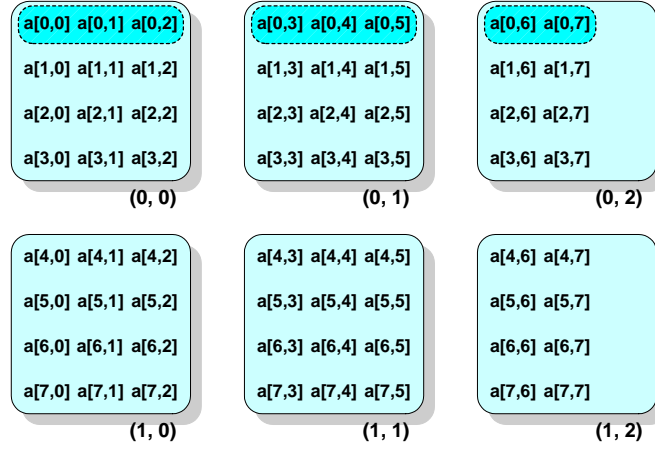 a[0,0] a[0,1] a[0,2] a[0,3] a[0,4] a[0,5] a[0,6] a[0,7]
a[1,0] a[1,1] a[1,2] a[1,3] a[1,4] a[1,5] a[1,6] a[1,7]
a[2,0] a[2,1] a[2,2] a[2,3] a[2,4] a[2,5] a[2,6] a[2,7]
a[3,0] a[3,1] a[3,2] a[3,3] a[3,4] a[3,5] a[3,6] a[3,7]
(0, 0) (0, 1) (0, 2)
a[4,0] a[4,1] a[4,2] a[4,3] a[4,4] a[4,5] a[4,6] a[4,7]
a[5,0] a[5,1] a[5,2] a[5,3] a[5,4] a[5,5] a[5,6] a[5,7]
a[6,0] a[6,1] a[6,2] a[6,3] a[6,4] a[6,5] a[6,6] a[6,7]
a[7,0] a[7,1] a[7,2] a[7,3] a[7,4] a[7,5] a[7,6] a[7,7]
(1, 0) (1, 1) (1, 2)